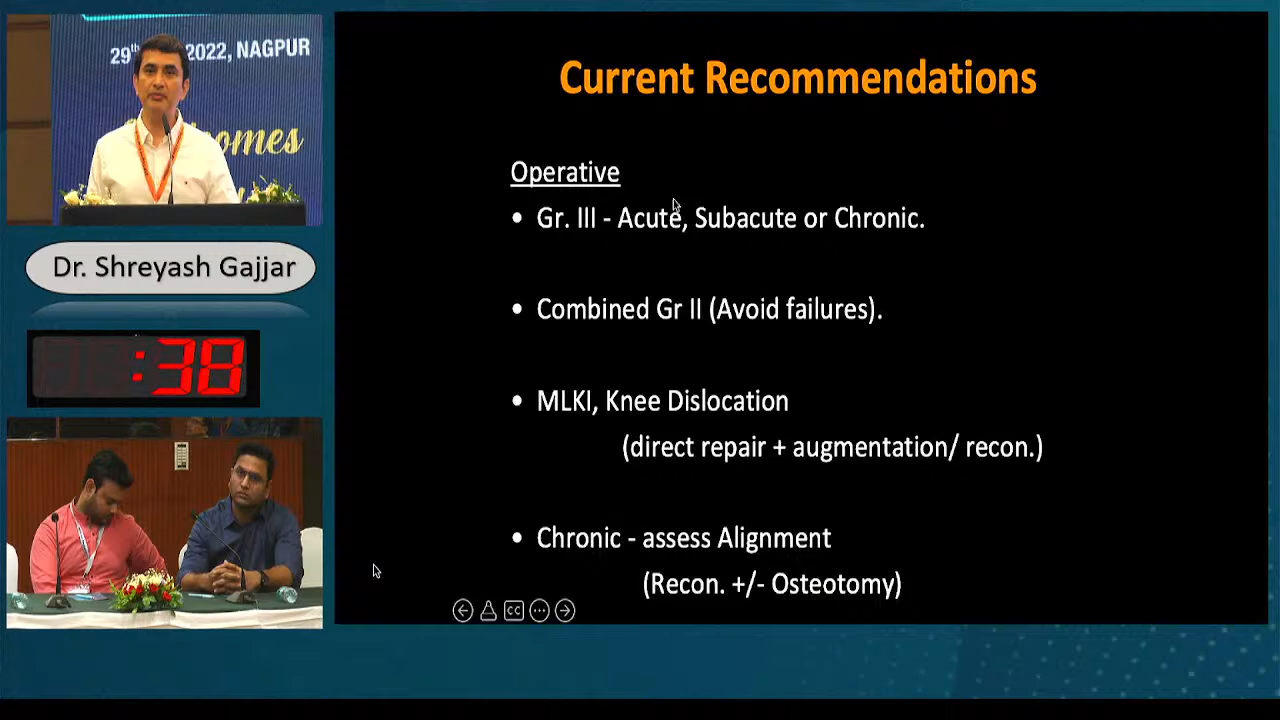 29th 2022, NAGPUR
Dr. Shreyash Gajjar
:38
Current Recommendations
Operative
• Gr. III - Acute, Subacute or Chronic.
• Combined Gr II (Avoid failures).
• MLKI, Knee Dislocation
(direct repair + augmentation/ recon.)
• Chronic - assess Alignment
(Recon. +/- Osteotomy)
CC